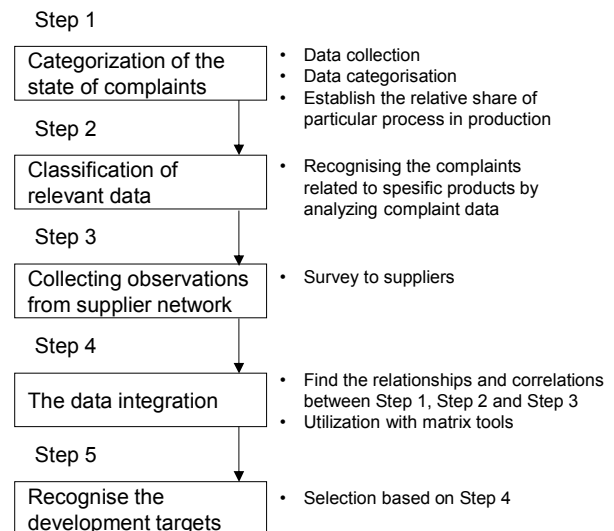 Step 1
Categorization of the
state of complaints
• Data collection
• Data categorisation
• Establish the relative share of
particular process in production
Step 2
Classification of
relevant data
• Recognising the complaints
related to spesific products by
analyzing complaint data
Step 3
Collecting observations
from supplier network
• Survey to suppliers
Step 4
The data integration
• Find the relationships and correlations
between Step 1, Step 2 and Step 3
• Utilization with matrix tools
Step 5
Recognise the
development targets
• Selection based on Step 4